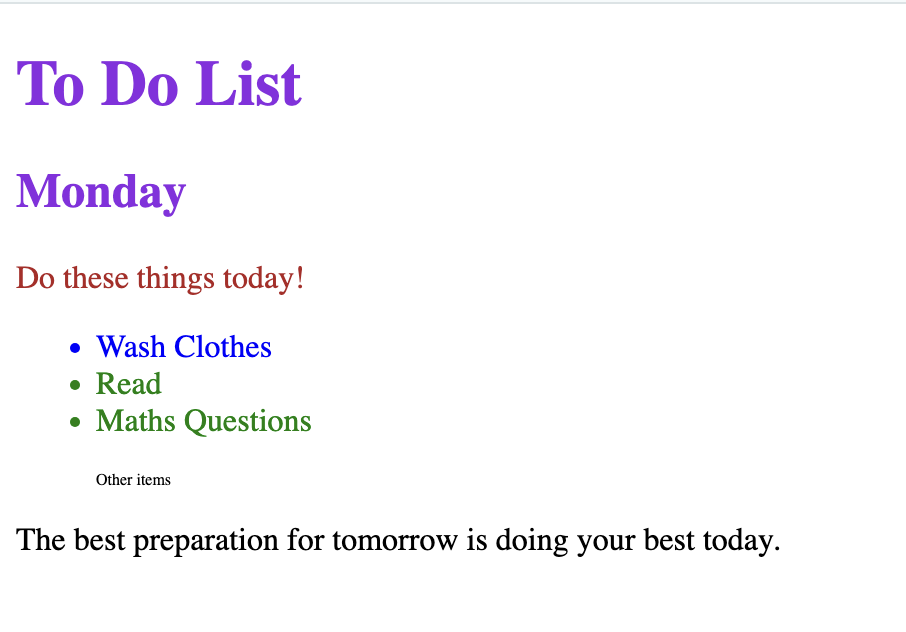 To Do List
Monday
Do these things today!
Wash Clothes
Read
Maths Questions
Other items
The best preparation for tomorrow is doing your best today.